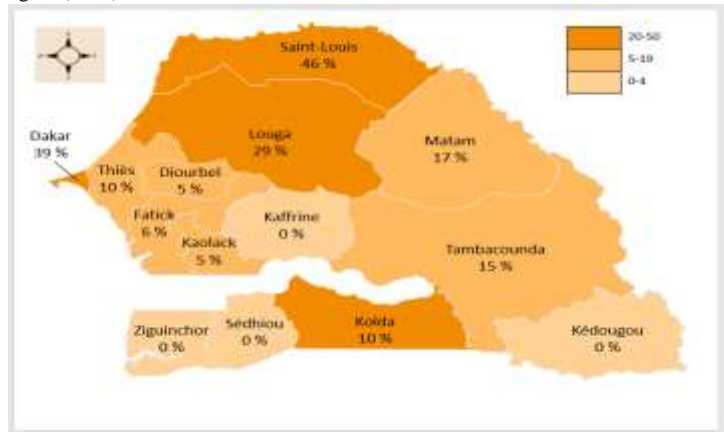 20-50
5-19
0-4
Saint-Louis
46 %
Louga
29 %
Matam
17 %
Dakar
39 %
Thiès
10 %
Diourbel
5 %
Fatick
6 %
Kaolack
5 %
Kaffrine
0 %
Tambacounda
15 %
Ziguinchor
0 %
Sédhiou
0 %
Kolda
10 %
Kédougou
0 %